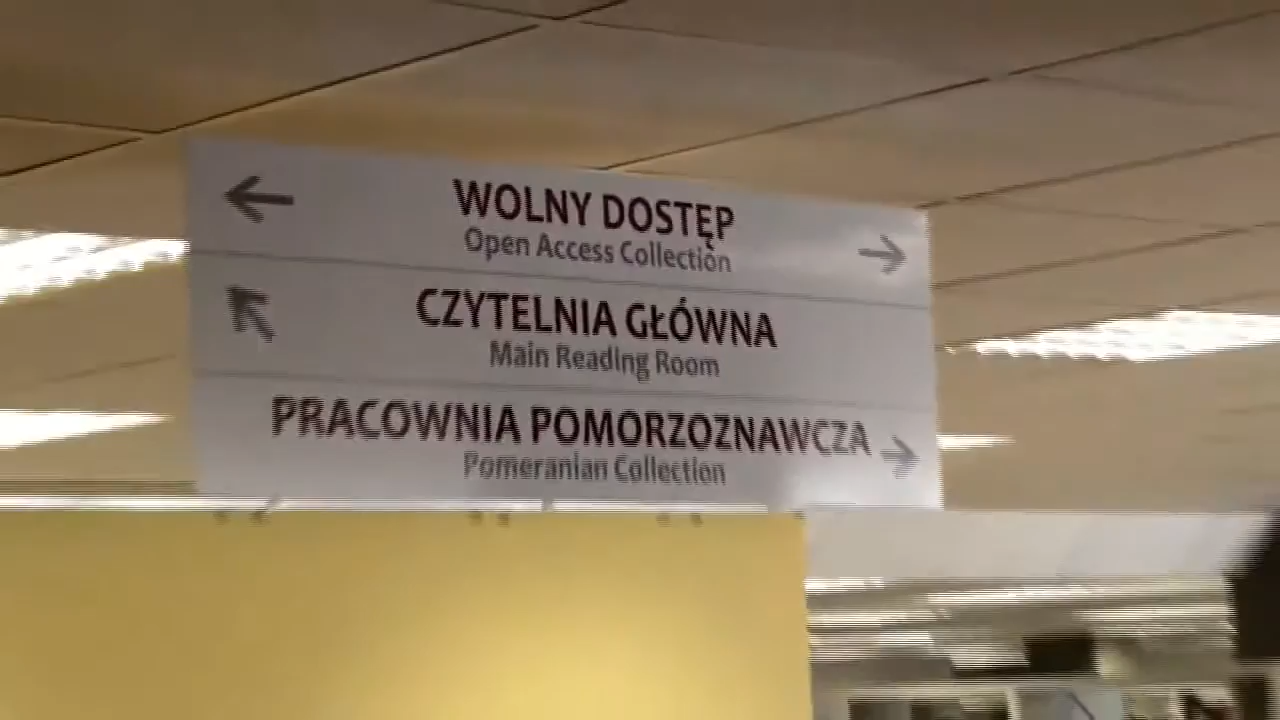 WOLNY DOSTĘP
Open Access Collection
CZYTELNIA GŁÓWNA
Main Reading Room
PRACOWNIA POMORZOZNAWCZA
Pomeranian Collection